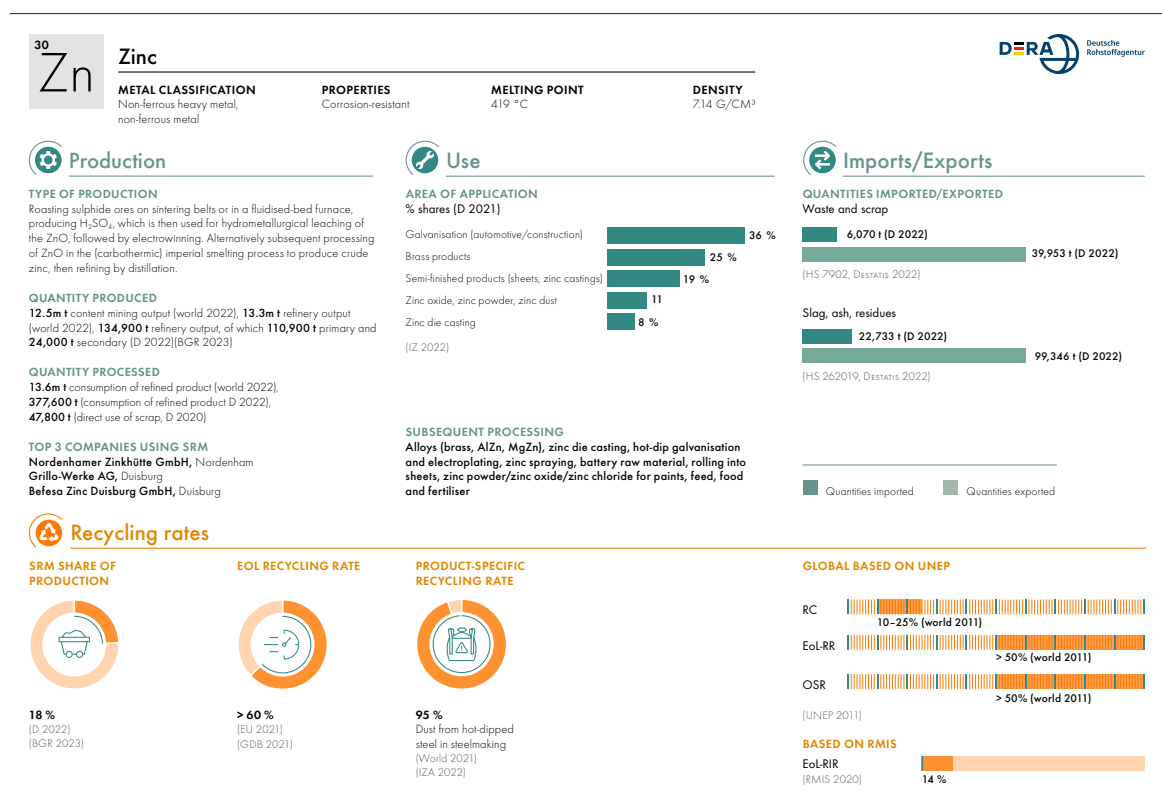 30
Zn
Zinc
DERA Deutsche
Rohstoffagentur
METAL CLASSIFICATION
Non-ferrous heavy metal,
non-ferrous metal
PROPERTIES
Corrosion-resistant
MELTING POINT
419 °C
DENSITY
7.14 G/CM³
Production
TYPE OF PRODUCTION
Roasting sulphide ores on sintering belts or in a fluidised-bed furnace,
producing H₂SO₄, which is then used for hydrometallurgical leaching of
the ZnO, followed by electrowinning. Alternatively subsequent processing
of ZnO in the (carbothermic) imperial smelting process to produce crude
zinc, then refining by distillation.
QUANTITY PRODUCED
12.5m t content mining output (world 2022), 13.3m t refinery output
(world 2022), 134,900 t refinery output, of which 110,900 t primary and
24,000 t secondary (D 2022)(BGR 2023)
QUANTITY PROCESSED
13.6m t consumption of refined product (world 2022),
377,600 t (consumption of refined product D 2022),
47,800 t (direct use of scrap, D 2020)
TOP 3 COMPANIES USING SRM
Nordenhamer Zinkhütte GmbH, Nordenham
Grillo-Werke AG, Duisburg
Befesa Zinc Duisburg GmbH, Duisburg
Use
AREA OF APPLICATION
% shares (D 2021)
Galvanisation (automotive/construction) 36 %
Brass products 25 %
Semi-finished products (sheets, zinc castings) 19 %
Zinc oxide, zinc powder, zinc dust 11
Zinc die casting 8 %
(IZ 2022)
SUBSEQUENT PROCESSING
Alloys (brass, AlZn, MgZn), zinc die casting, hot-dip galvanisation
and electroplating, zinc spraying, battery raw material, rolling into
sheets, zinc powder/zinc oxide/zinc chloride for paints, feed, food
and fertiliser
Imports/Exports
QUANTITIES IMPORTED/EXPORTED
Waste and scrap
6,070 t (D 2022)
39,953 t (D 2022)
(HS 7902, Destatis 2022)
Slag, ash, residues
22,733 t (D 2022)
99,346 t (D 2022)
(HS 262019, Destatis 2022)
Quantities imported
Quantities exported
Recycling rates
SRM SHARE OF
PRODUCTION
18 %
(D 2022)
(BGR 2023)
EOL RECYCLING RATE
> 60 %
(EU 2021)
(GDB 2021)
PRODUCT-SPECIFIC
RECYCLING RATE
95 %
Dust from hot-dipped
steel in steelmaking
(World 2021)
(IZA 2022)
GLOBAL BASED ON UNEP
RC
10–25% (world 2011)
EoL-RR
> 50% (world 2011)
OSR
> 50% (world 2011)
(UNEP 2011)
BASED ON RMIS
EoL-RIR
(RMIS 2020)
14 %